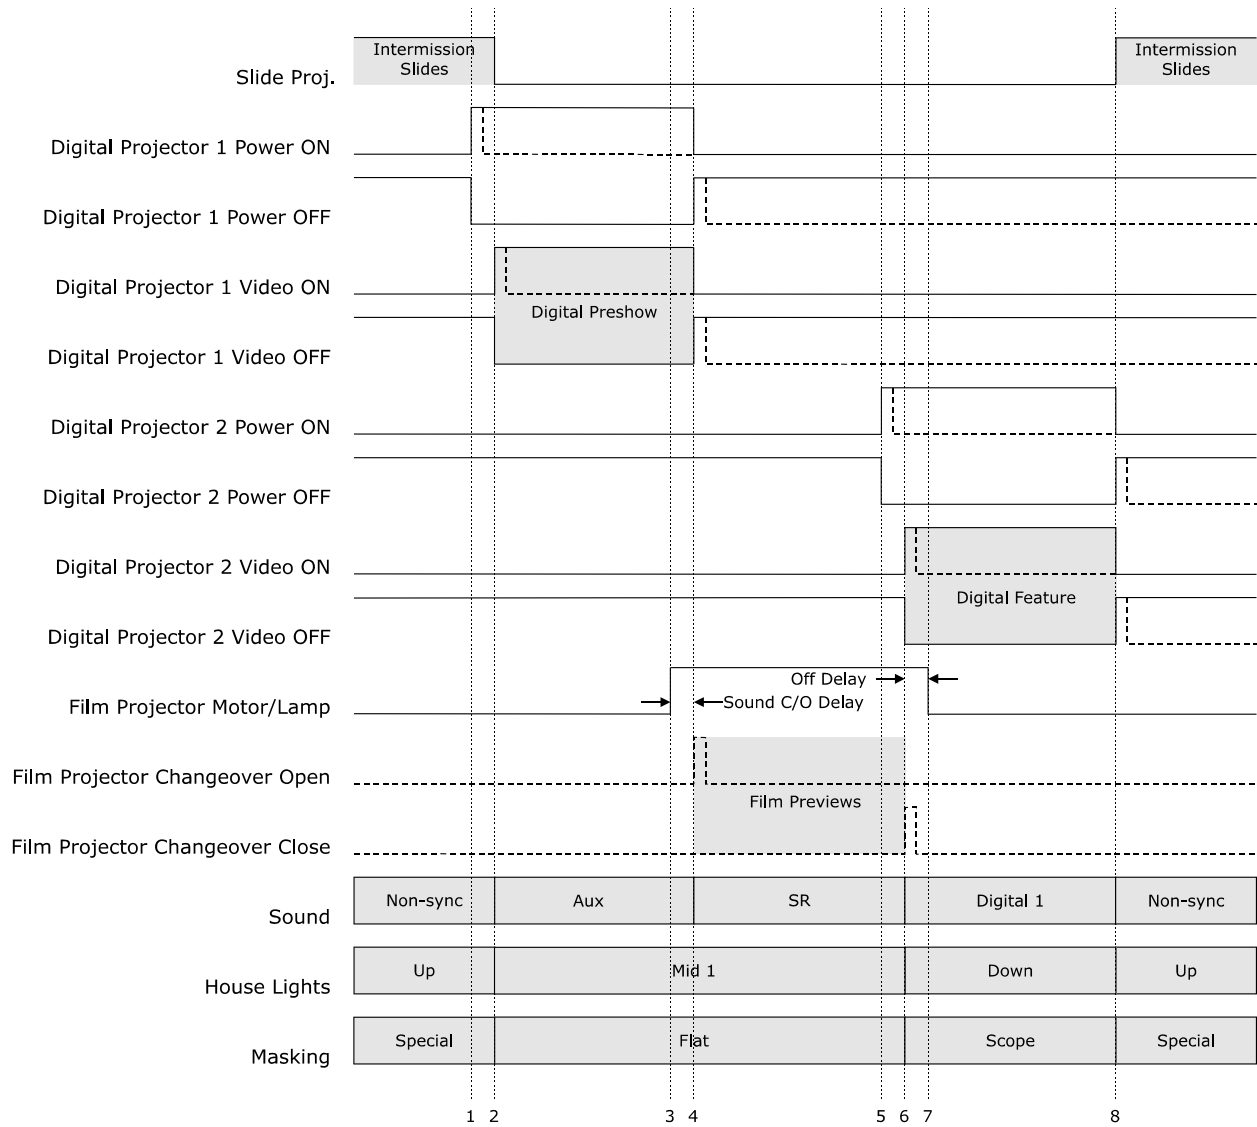 Intermission
Slides
Intermission
Slides
Slide Proj.
Digital Projector 1 Power ON
Digital Projector 1 Power OFF
Digital Projector 1 Video ON
Digital Preshow
Digital Projector 1 Video OFF
Digital Projector 2 Power ON
Digital Projector 2 Power OFF
Digital Projector 2 Video ON
Digital Feature
Digital Projector 2 Video OFF
Off Delay
Film Projector Motor/Lamp
Sound C/O Delay
Film Projector Changeover Open
Film Previews
Film Projector Changeover Close
Sound
Non-sync Aux SR Digital 1 Non-sync
House Lights
Up Mid 1 Down Up
Masking
Special Flat Scope Special
1 2 3 4 5 6 7 8